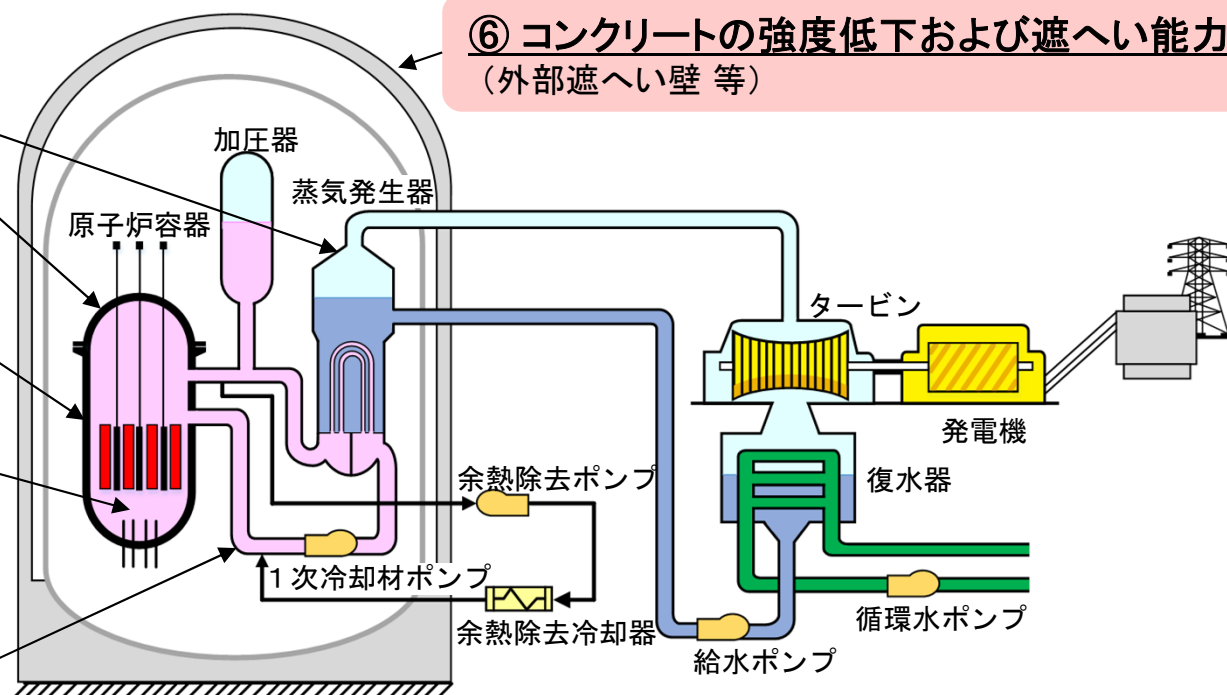 ⑥ コンクリートの強度低下および遮へい能力
（外部遮へい壁 等）
加圧器
蒸気発生器
原子炉容器
タービン
発電機
復水器
余熱除去ポンプ
１次冷却材ポンプ
余熱除去冷却器
循環水ポンプ
給水ポンプ